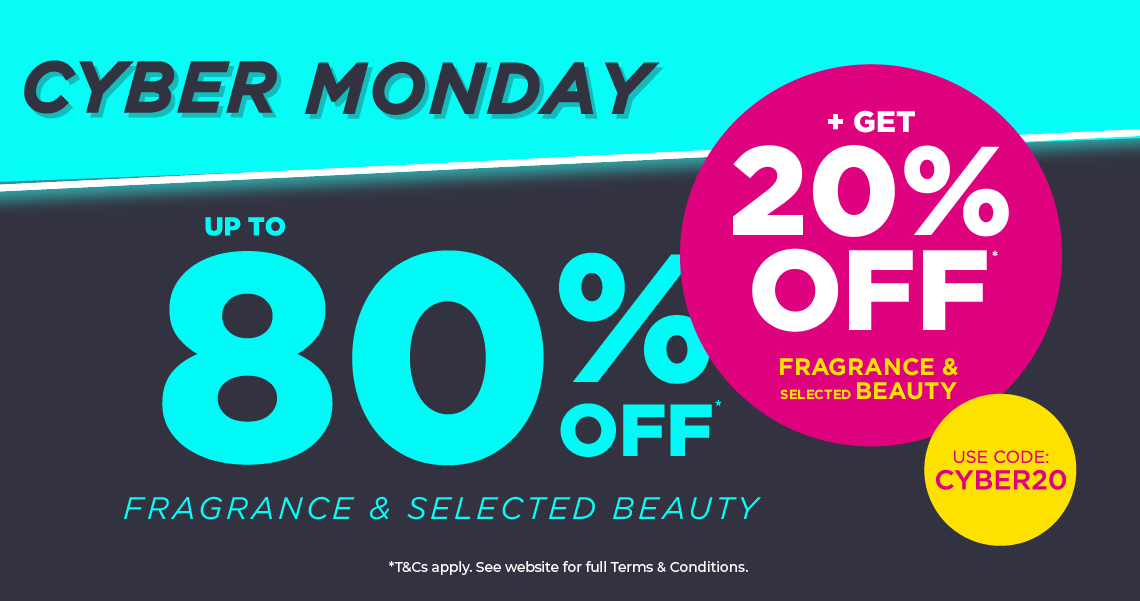 CYBER MONDAY
UP TO
80%
OFF*
FRAGRANCE & SELECTED BEAUTY
+ GET
20%
OFF*
FRAGRANCE &
SELECTED BEAUTY
USE CODE:
CYBER20
*T&Cs apply. See website for full Terms & Conditions.